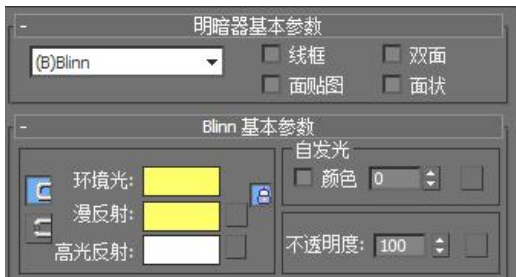 - 明暗器基本参数
(B)Blinn 线框 双面
面贴图 面状
- Blinn 基本参数
自发光
环境光: 颜色 0
漫反射:
高光反射: 不透明度: 100